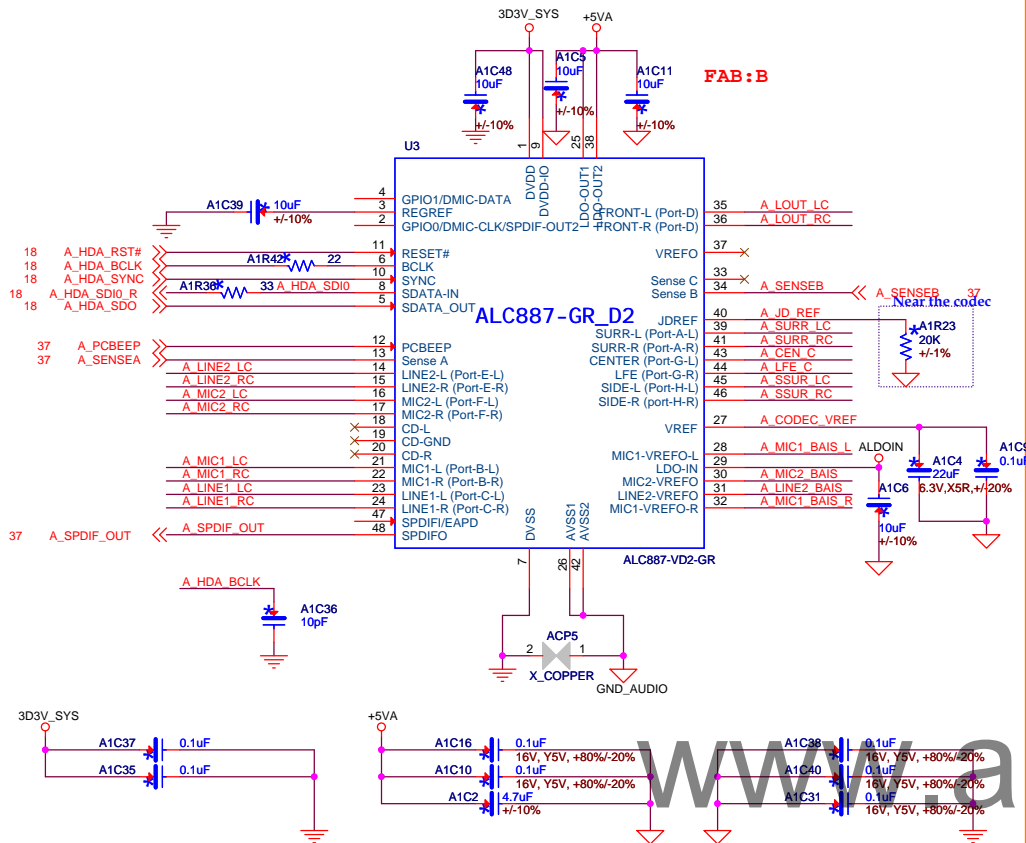 3D3V_SYS
+5VA
A1C48
10uF
+/-10%
A1C5
10uF
+/-10%
A1C11
10uF
+/-10%
FAB:B
U3
1
9
25
38
DVDD
DVDD-IO
LDO-OUT1
LDO-OUT2
A1C39
10uF
+/-10%
4
GPIO1/DMIC-DATA
3
REGREF
2
GPIO0/DMIC-CLK/SPDIF-OUT2
18 A_HDA_RST#
11
RESET#
18 A_HDA_BCLK
A1R42
22
6
BCLK
18 A_HDA_SYNC
10
SYNC
18 A_HDA_SDI0_R
A1R36
33
A_HDA_SDI0
8
SDATA-IN
18 A_HDA_SDO
5
SDATA_OUT
ALC887-GR_D2
37 A_PCBEEP
12
PCBEEP
37 A_SENSEA
13
Sense A
A_LINE2_LC
14
LINE2-L (Port-E-L)
A_LINE2_RC
15
LINE2-R (Port-E-R)
A_MIC2_LC
16
MIC2-L (Port-F-L)
A_MIC2_RC
17
MIC2-R (Port-F-R)
18
CD-L
19
CD-GND
20
CD-R
A_MIC1_LC
21
MIC1-L (Port-B-L)
A_MIC1_RC
22
MIC1-R (Port-B-R)
A_LINE1_LC
23
LINE1-L (Port-C-L)
A_LINE1_RC
24
LINE1-R (Port-C-R)
47
SPDIFI/EAPD
37 A_SPDIF_OUT
A_SPDIF_OUT
48
SPDIFO
FRONT-L (Port-D)
35
A_LOUT_LC
FRONT-R (Port-D)
36
A_LOUT_RC
VREFO
37
Sense C
33
Sense B
34
A_SENSEB
A_SENSEB 37
Near the codec
JDREF
40
A_JD_REF
A1R23
20K
+/-1%
SURR-L (Port-A-L)
39
A_SURR_LC
SURR-R (Port-A-R)
41
A_SURR_RC
CENTER (Port-G-L)
43
A_CEN_C
LFE (Port-G-R)
44
A_LFE_C
SIDE-L (Port-H-L)
45
A_SSUR_LC
SIDE-R (port-H-R)
46
A_SSUR_RC
VREF
27
A_CODEC_VREF
MIC1-VREFO-L
28
A_MIC1_BAIS_L
LDO-IN
29
ALDOIN
MIC2-VREFO
30
A_MIC2_BAIS
LINE2-VREFO
31
A_LINE2_BAIS
MIC1-VREFO-R
32
A_MIC1_BAIS_R
A1C6
10uF
+/-10%
A1C4
22uF
6.3V,X5R,+/-20%
A1C9
0.1uF
DVSS
AVSS1
AVSS2
7
26
42
ALC887-VD2-GR
A_HDA_BCLK
A1C36
10pF
ACP5
2
1
X_COPPER
GND_AUDIO
3D3V_SYS
A1C37
0.1uF
A1C35
0.1uF
+5VA
A1C16
0.1uF
16V, Y5V, +80%/-20%
A1C10
0.1uF
16V, Y5V, +80%/-20%
A1C2
4.7uF
+/-10%
A1C38
0.1uF
16V, Y5V, +80%/-20%
A1C40
0.1uF
16V, Y5V, +80%/-20%
A1C31
0.1uF
16V, Y5V, +80%/-20%
www.a